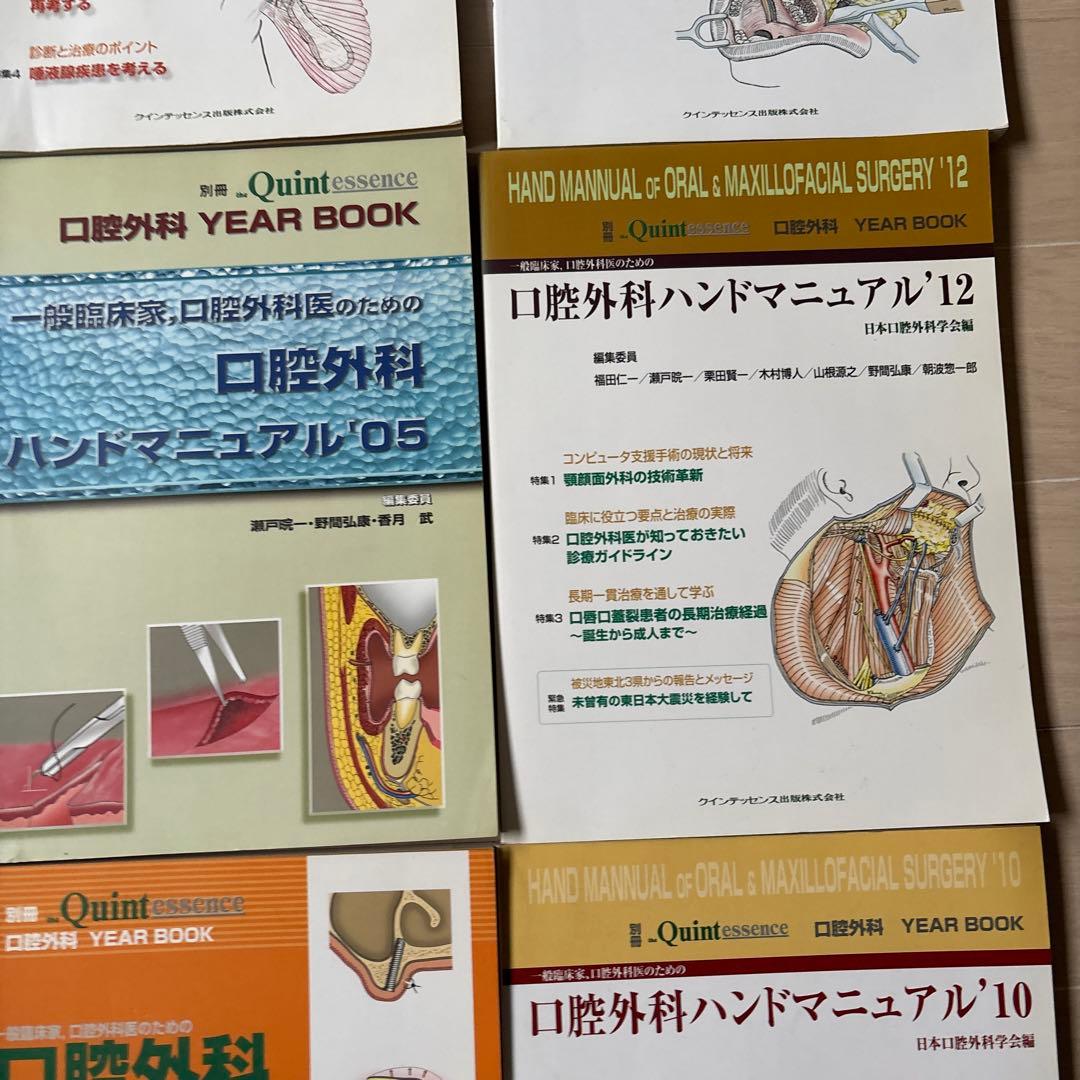 再考する
診断と治療のポイント
集4 唾液腺疾患を考える
クインテッセンス出版株式会社
クインテッセンス出版株式会社
別冊 the Quintessence
口腔外科 YEAR BOOK
一般臨床家,口腔外科医のための
口腔外科
ハンドマニュアル'05
編集委員
瀬戸晥一・野間弘康・香月 武
HAND MANNUAL OF ORAL & MAXILLOFACIAL SURGERY '12
別冊 the Quintessence 口腔外科 YEAR BOOK
一般臨床家,口腔外科医のための
口腔外科ハンドマニュアル'12
日本口腔外科学会編
編集委員
福田仁一/瀬戸晥一/栗田賢一/木村博人/山根源之/野間弘康/朝波惣一郎
コンピュータ支援手術の現状と将来
特集1 顎顔面外科の技術革新
臨床に役立つ要点と治療の実際
特集2 口腔外科医が知っておきたい
診療ガイドライン
長期一貫治療を通して学ぶ
特集3 口唇口蓋裂患者の長期治療経過
~誕生から成人まで~
被災地東北3県からの報告とメッセージ
緊急特集 未曾有の東日本大震災を経験して
クインテッセンス出版株式会社
別冊 the Quintessence
口腔外科 YEAR BOOK
一般臨床家,口腔外科医のための
口腔外科
HAND MANNUAL OF ORAL & MAXILLOFACIAL SURGERY '10
別冊 the Quintessence 口腔外科 YEAR BOOK
一般臨床家,口腔外科医のための
口腔外科ハンドマニュアル'10
日本口腔外科学会編